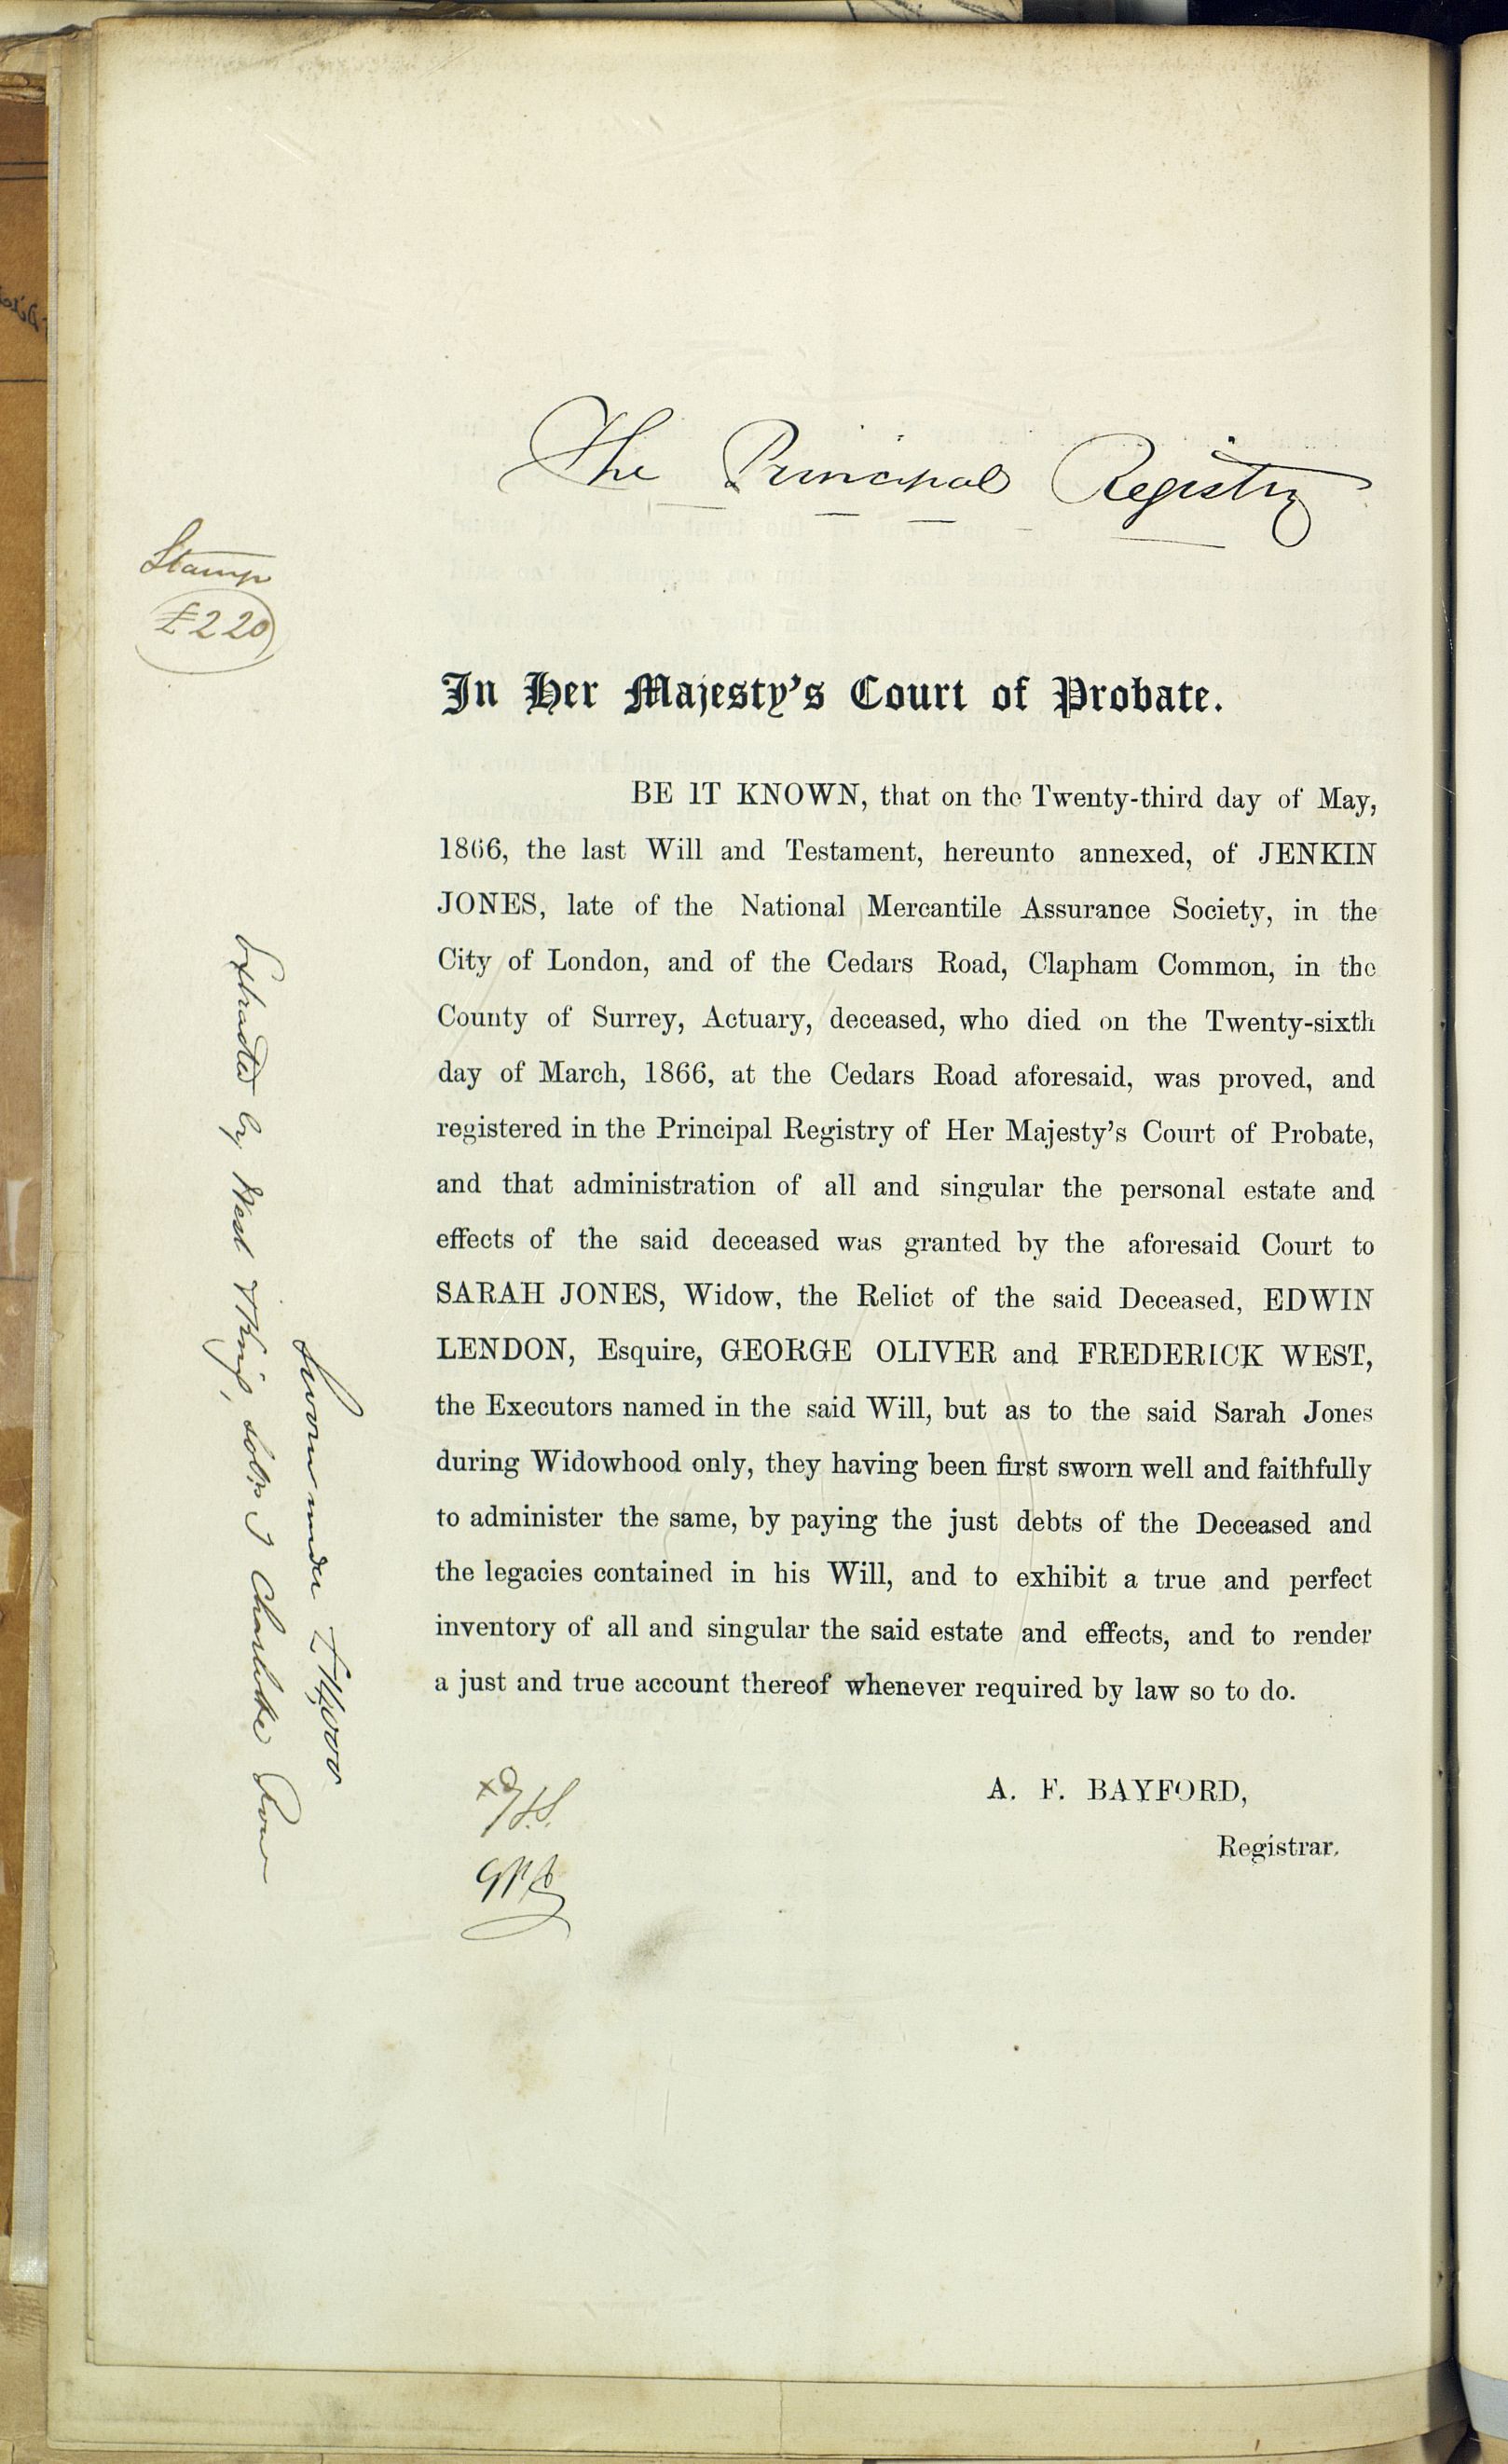 The Principal Registry
Stamp
£220
In Her Majesty's Court of Probate.
BE IT KNOWN, that on the Twenty-third day of May,
1866, the last Will and Testament, hereunto annexed, of JENKIN
JONES, late of the National Mercantile Assurance Society, in the
City of London, and of the Cedars Road, Clapham Common, in the
County of Surrey, Actuary, deceased, who died on the Twenty-sixth
day of March, 1866, at the Cedars Road aforesaid, was proved, and
registered in the Principal Registry of Her Majesty's Court of Probate,
and that administration of all and singular the personal estate and
effects of the said deceased was granted by the aforesaid Court to
SARAH JONES, Widow, the Relict of the said Deceased, EDWIN
LENDON, Esquire, GEORGE OLIVER and FREDERICK WEST,
the Executors named in the said Will, but as to the said Sarah Jones
during Widowhood only, they having been first sworn well and faithfully
to administer the same, by paying the just debts of the Deceased and
the legacies contained in his Will, and to exhibit a true and perfect
inventory of all and singular the said estate and effects, and to render
a just and true account thereof whenever required by law so to do.
A. F. BAYFORD,
Registrar.
Sworn under £14,000
Extracted by West & King, Solrs Charlotte Row